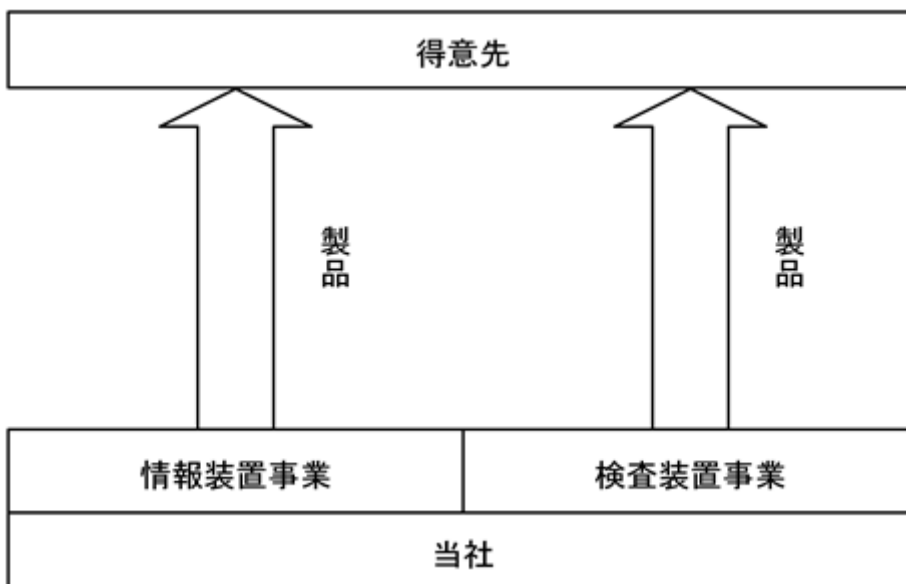 得意先
製品
製品
情報装置事業
検査装置事業
当社